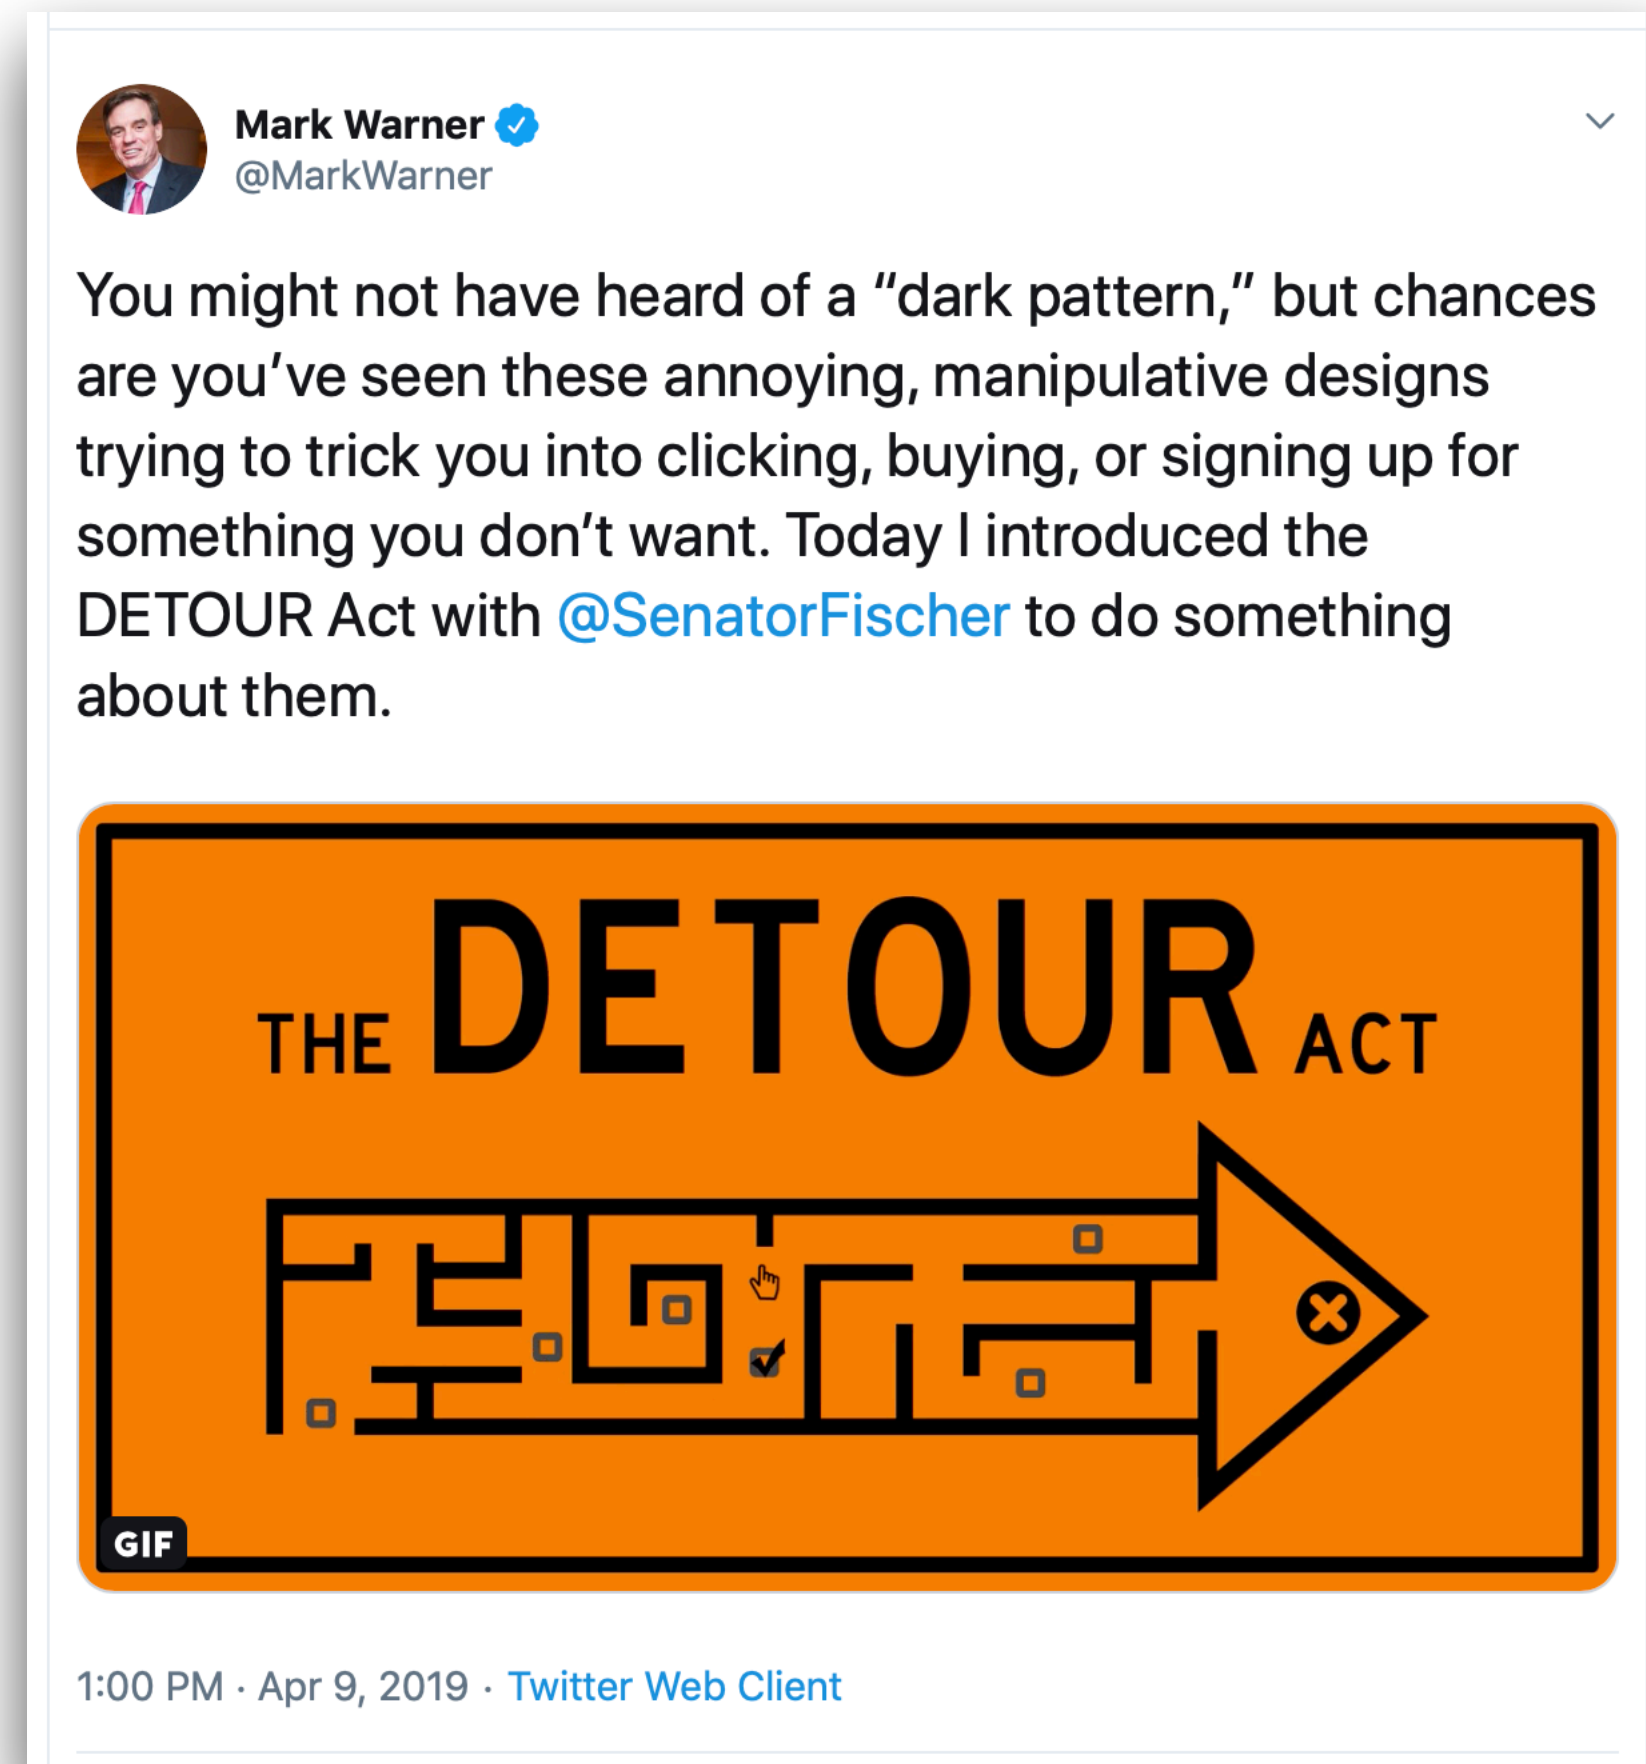 Mark Warner
@MarkWarner
You might not have heard of a “dark pattern,” but chances
are you’ve seen these annoying, manipulative designs
trying to trick you into clicking, buying, or signing up for
something you don’t want. Today I introduced the
DETOUR Act with @SenatorFischer to do something
about them.
THE DETOUR ACT
GIF
1:00 PM · Apr 9, 2019 · Twitter Web Client